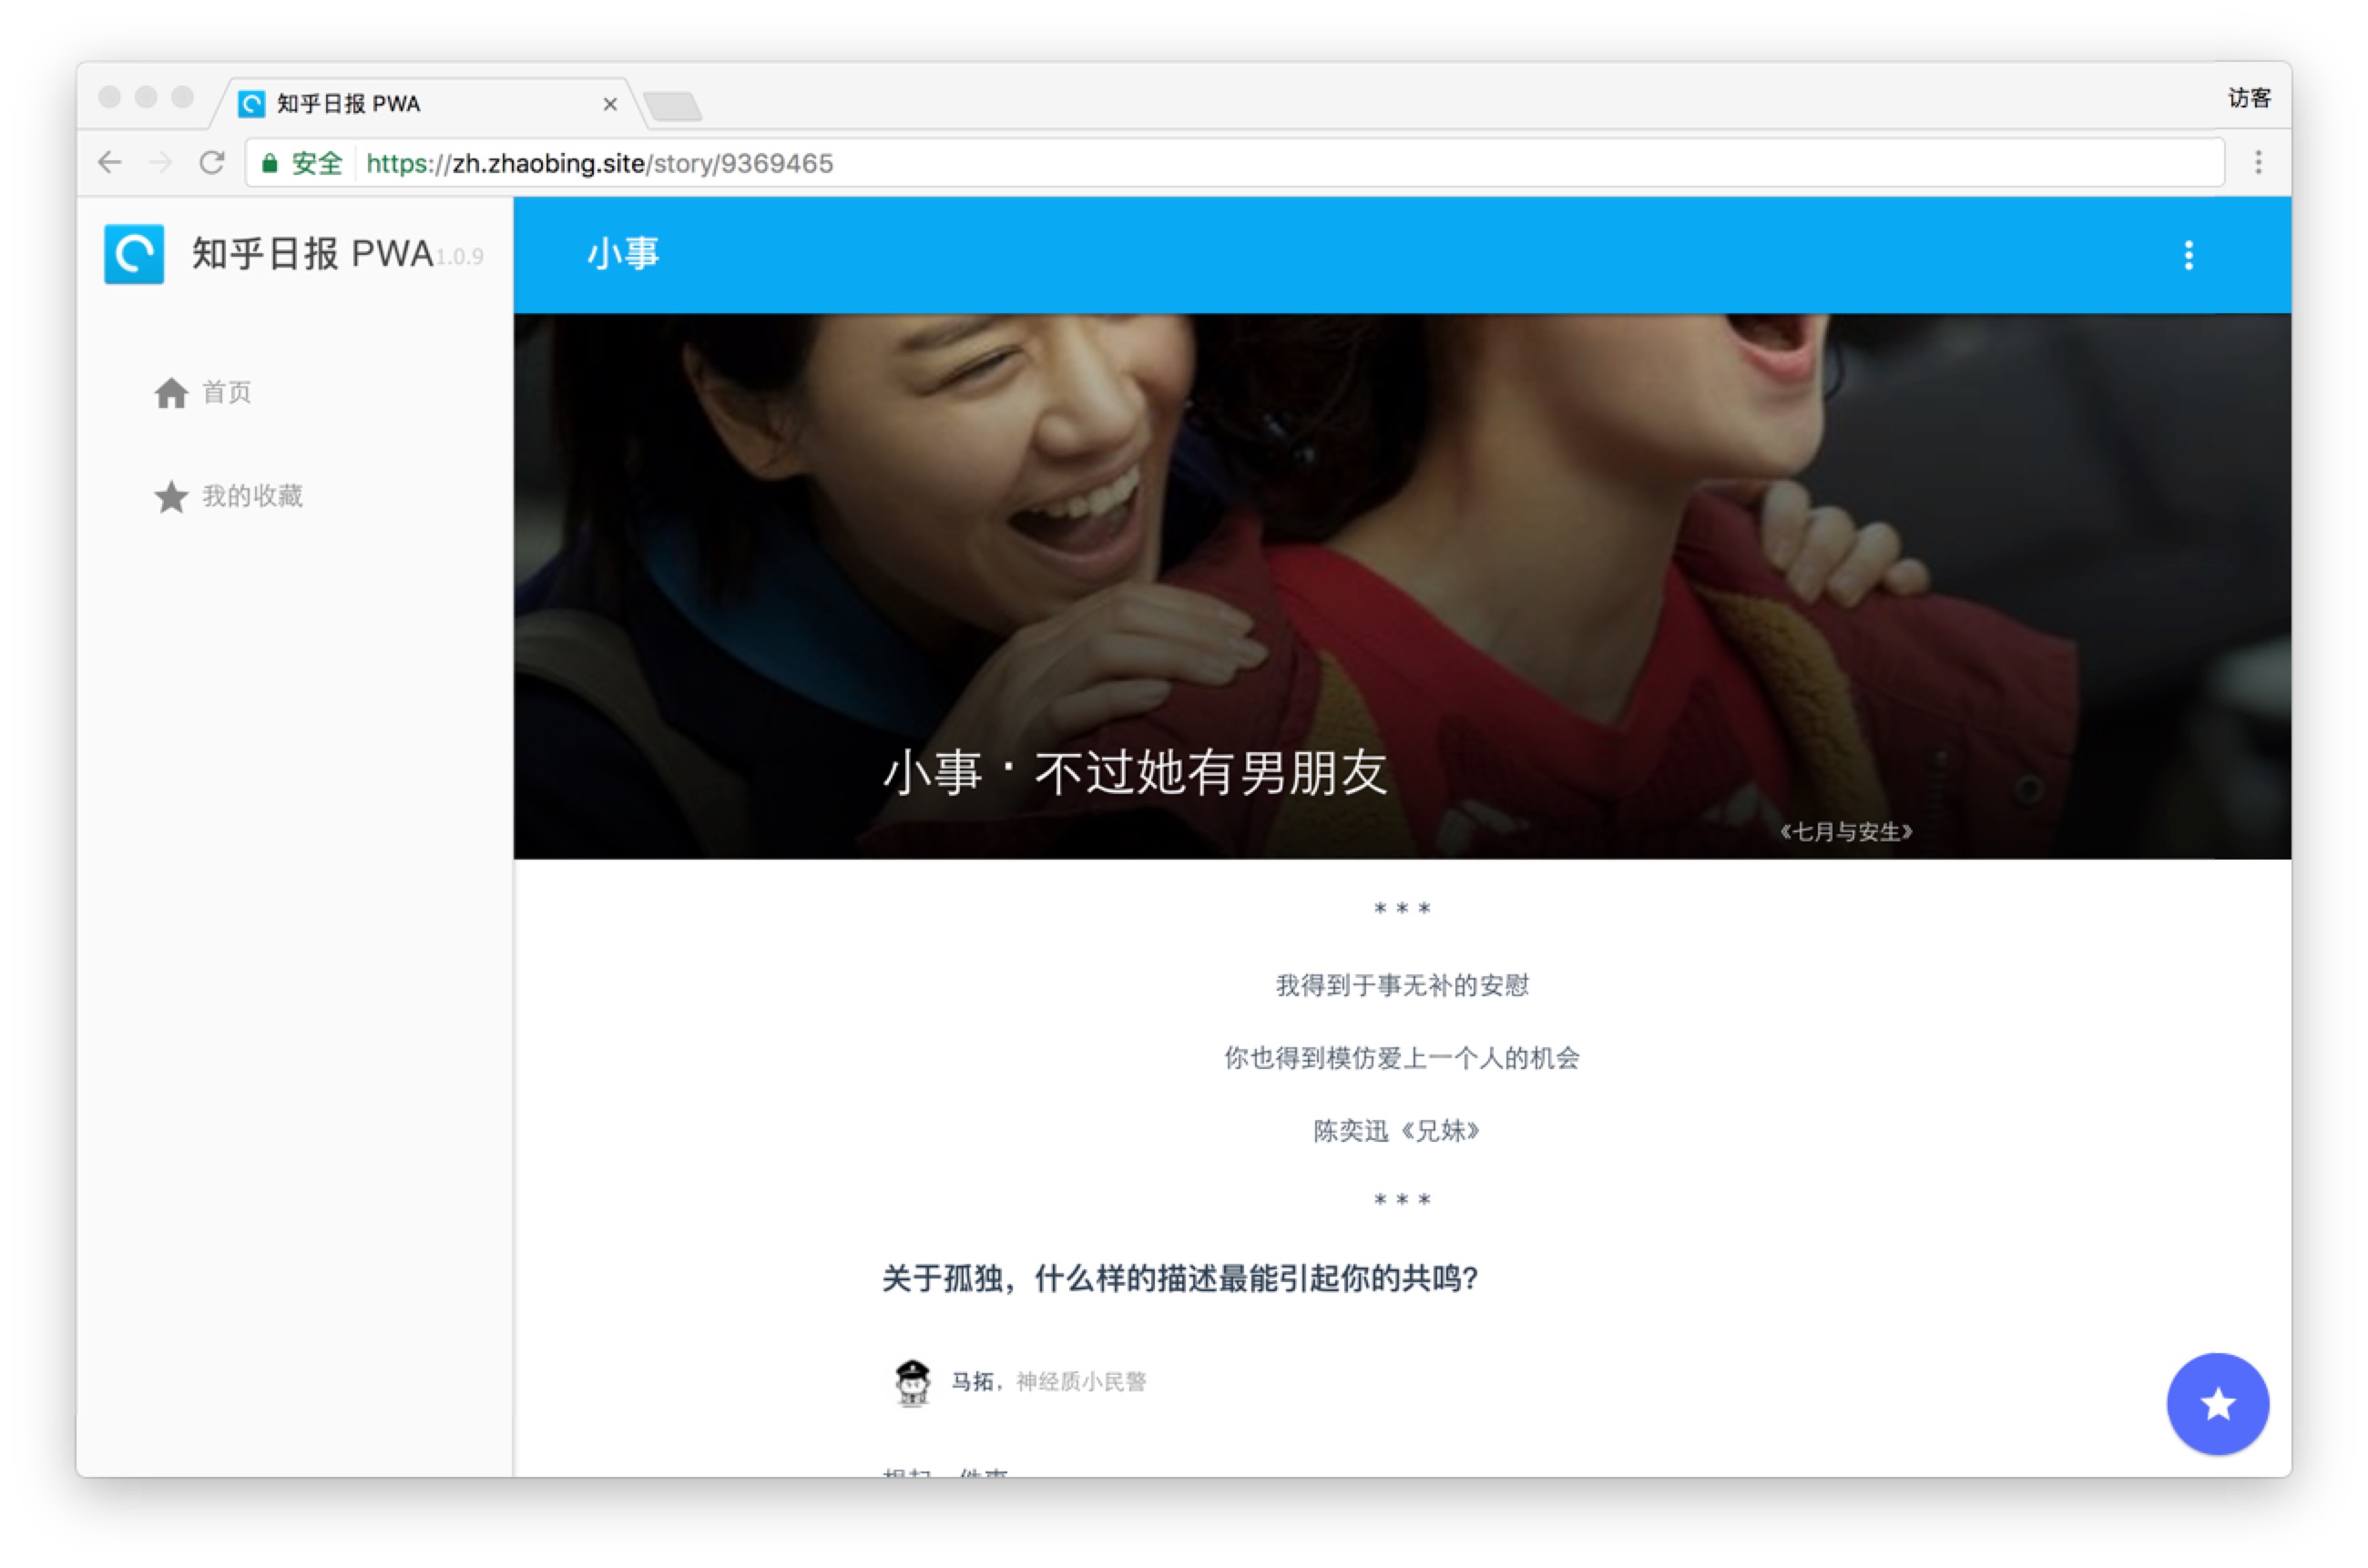 知乎日报 PWA
访客
安全 https://zh.zhaobing.site/story/9369465
知乎日报 PWA1.0.9
小事
首页
我的收藏
小事 · 不过她有男朋友
《七月与安生》
* * *
我得到于事无补的安慰
你也得到模仿爱上一个人的机会
陈奕迅《兄妹》
* * *
关于孤独，什么样的描述最能引起你的共鸣?
马拓，神经质小民警